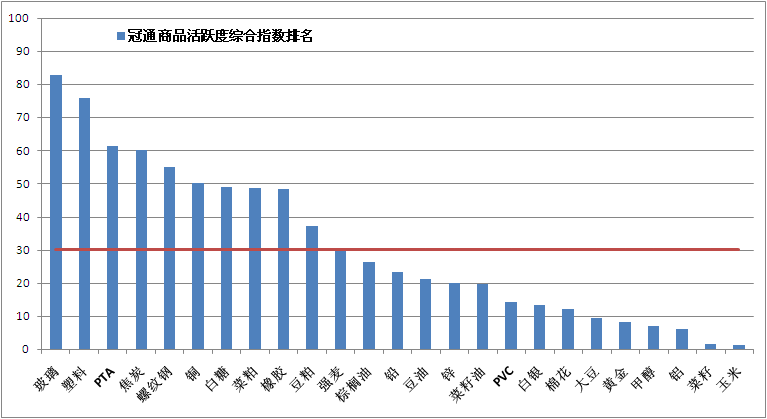 冠通商品活跃度综合指数排名
100
90
80
70
60
50
40
30
20
10
0
玻璃
塑料
PTA
焦炭
螺纹钢
铜
白糖
菜粕
橡胶
豆粕
强麦
棕榈油
铅
豆油
锌
菜籽油
PVC
白银
棉花
大豆
黄金
甲醇
铝
菜籽
玉米